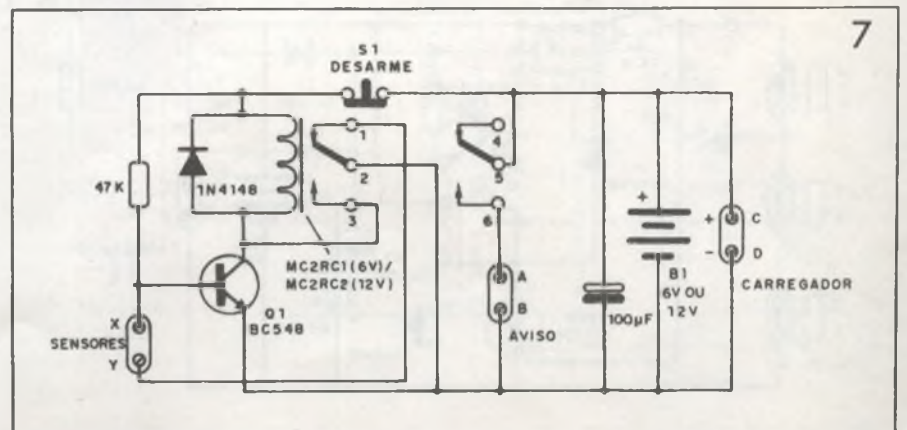 7
S1
DESARME
1
2
3
4
5
6
47K
1N4148
MC2RC1(6V)/
MC2RC2(12V)
Q1
BC548
X
SENSORES
Y
A
B
AVISO
100µF
+
B1
6V OU
12V
+ C
- D
CARREGADOR